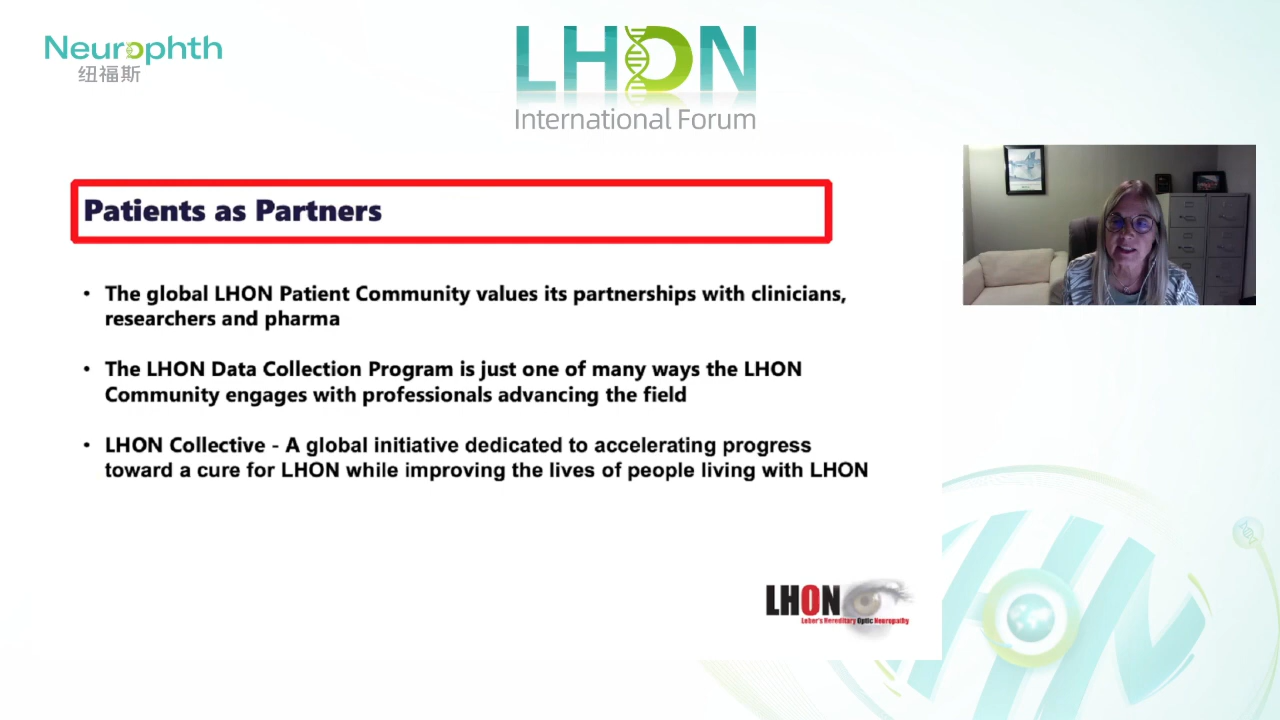 Neurophth
纽福斯
LHON
International Forum
Patients as Partners
• The global LHON Patient Community values its partnerships with clinicians,
researchers and pharma
• The LHON Data Collection Program is just one of many ways the LHON
Community engages with professionals advancing the field
• LHON Collective - A global initiative dedicated to accelerating progress
toward a cure for LHON while improving the lives of people living with LHON
LHON
Leber's Hereditary Optic Neuropathy